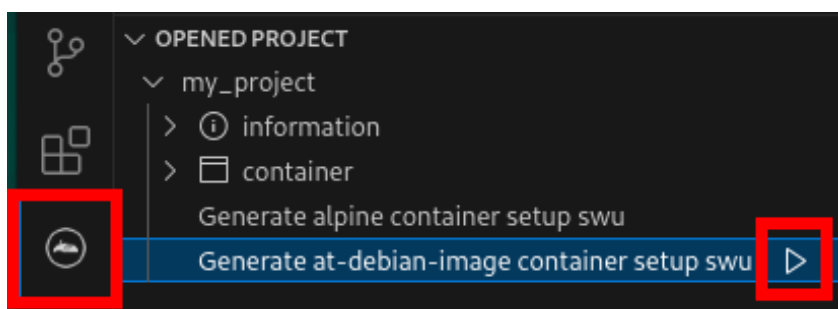 OPENED PROJECT
my_project
information
container
Generate alpine container setup swu
Generate at-debian-image container setup swu